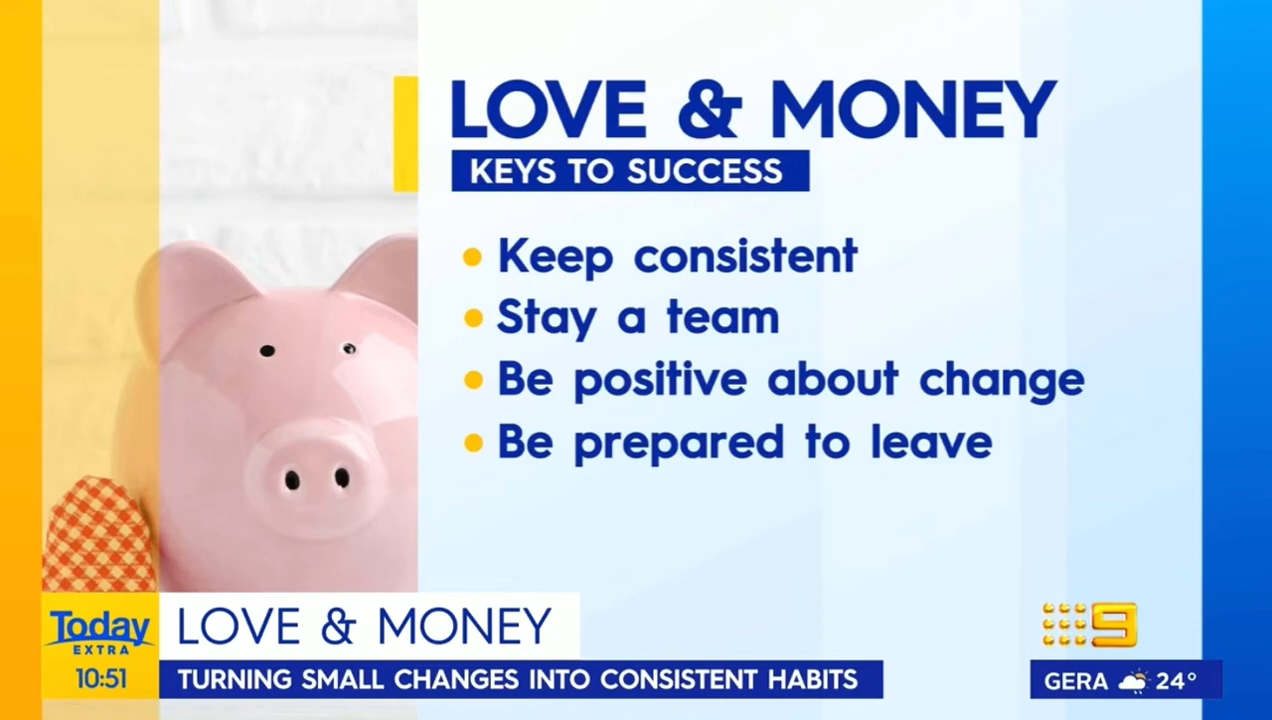 LOVE & MONEY
KEYS TO SUCCESS
Keep consistent
Stay a team
Be positive about change
Be prepared to leave
Today
EXTRA
10:51
LOVE & MONEY
TURNING SMALL CHANGES INTO CONSISTENT HABITS
9
GERA 24°